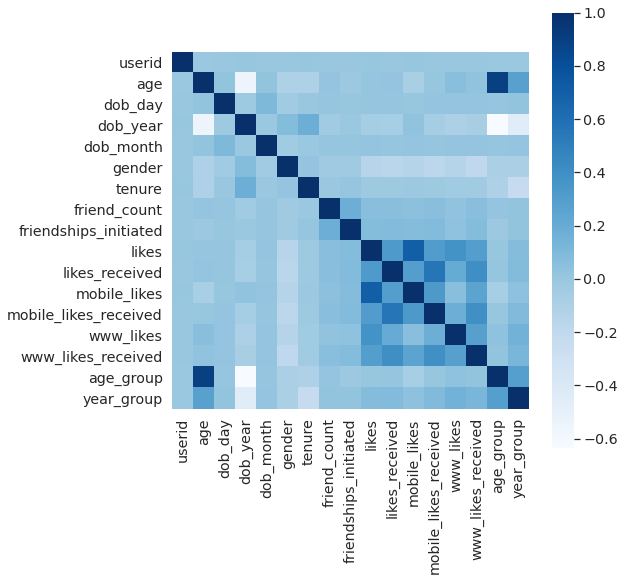 userid
age
dob_day
dob_year
dob_month
gender
tenure
friend_count
friendships_initiated
likes
likes_received
mobile_likes
mobile_likes_received
www_likes
www_likes_received
age_group
year_group
userid
age
dob_day
dob_year
dob_month
gender
tenure
friend_count
friendships_initiated
likes
likes_received
mobile_likes
mobile_likes_received
www_likes
www_likes_received
age_group
year_group
1.0
0.8
0.6
0.4
0.2
0.0
−0.2
−0.4
−0.6